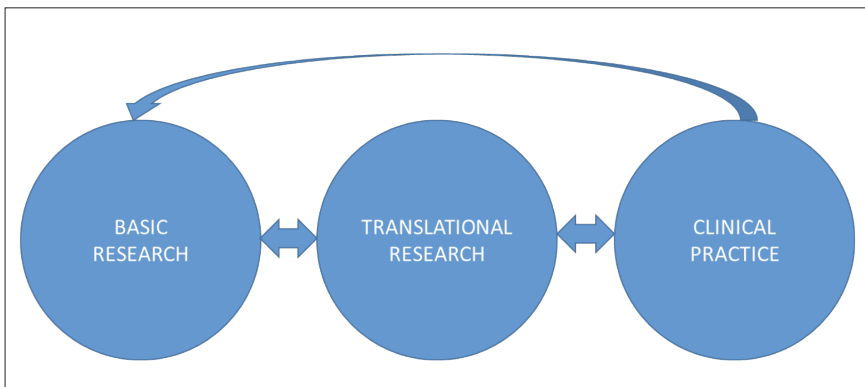 BASIC
RESEARCH
TRANSLATIONAL
RESEARCH
CLINICAL
PRACTICE